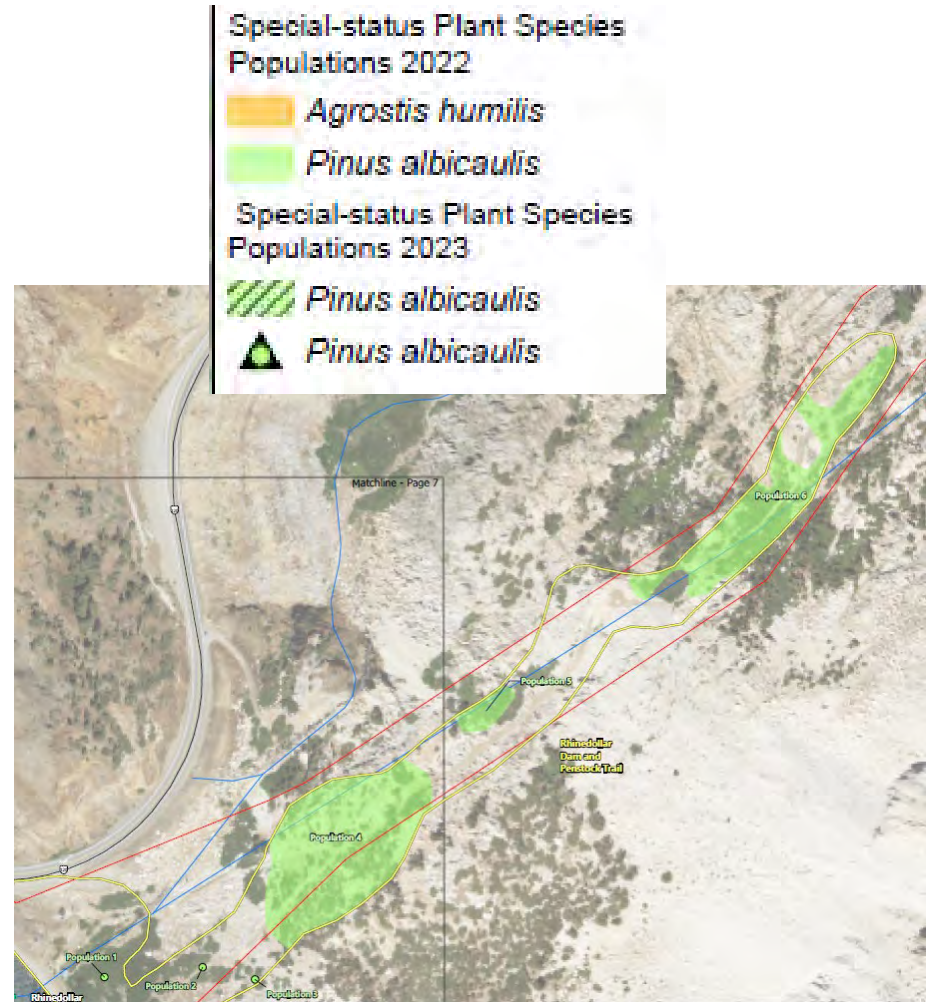 Special-status Plant Species
Populations 2022
Agrostis humilis
Pinus albicaulis
Special-status Plant Species
Populations 2023
Pinus albicaulis
Pinus albicaulis
Matchline - Page 7
Population 6
Population 5
Rhinedollar
Dam and
Penstock Trail
Population 4
Population 1
Population 2
Population 3
Rhinedollar